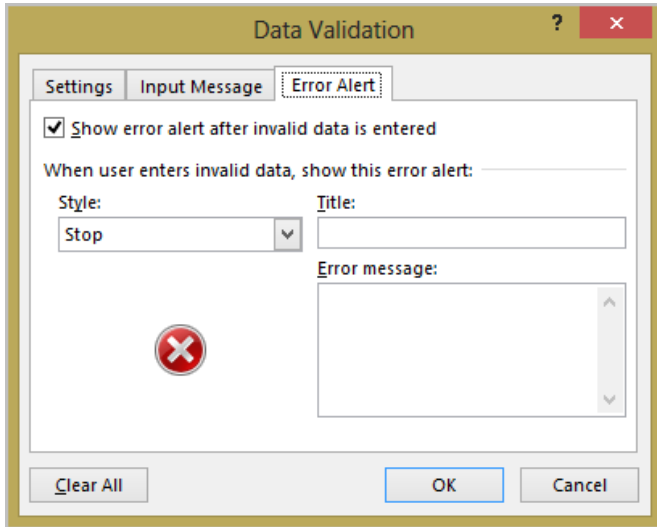 Data Validation
?
Settings
Input Message
Error Alert
Show error alert after invalid data is entered
When user enters invalid data, show this error alert:
Style:
Title:
Stop
Error message:
Clear All
OK
Cancel